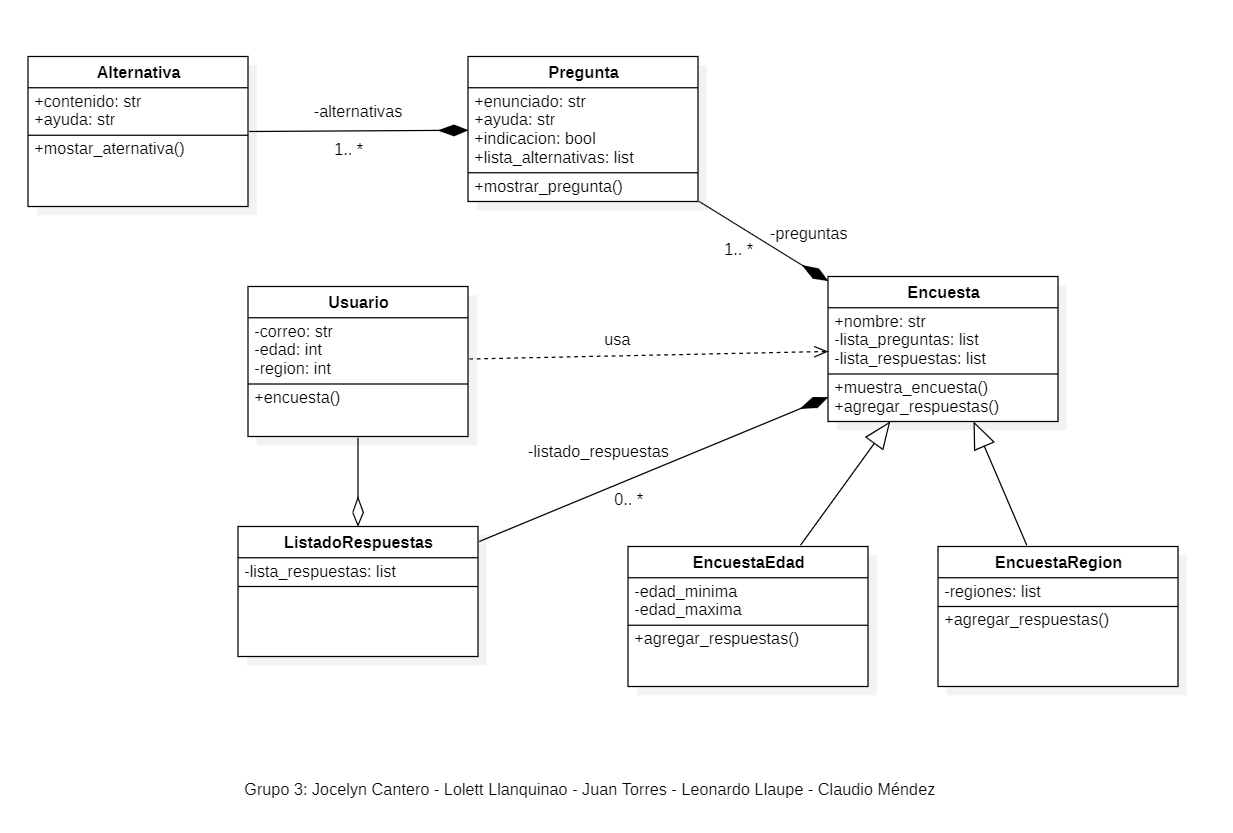 Alternativa
+contenido: str
+ayuda: str
+mostar_aternativa()
-alternativas
1.. *
Pregunta
+enunciado: str
+ayuda: str
+indicacion: bool
+lista_alternativas: list
+mostrar_pregunta()
-preguntas
1.. *
Usuario
-correo: str
-edad: int
-region: int
+encuesta()
usa
Encuesta
+nombre: str
-lista_preguntas: list
-lista_respuestas: list
+muestra_encuesta()
+agregar_respuestas()
-listado_respuestas
0.. *
ListadoRespuestas
-lista_respuestas: list
EncuestaEdad
-edad_minima
-edad_maxima
+agregar_respuestas()
EncuestaRegion
-regiones: list
+agregar_respuestas()
Grupo 3: Jocelyn Cantero - Lolett Llanquinao - Juan Torres - Leonardo Llaupe - Claudio Méndez